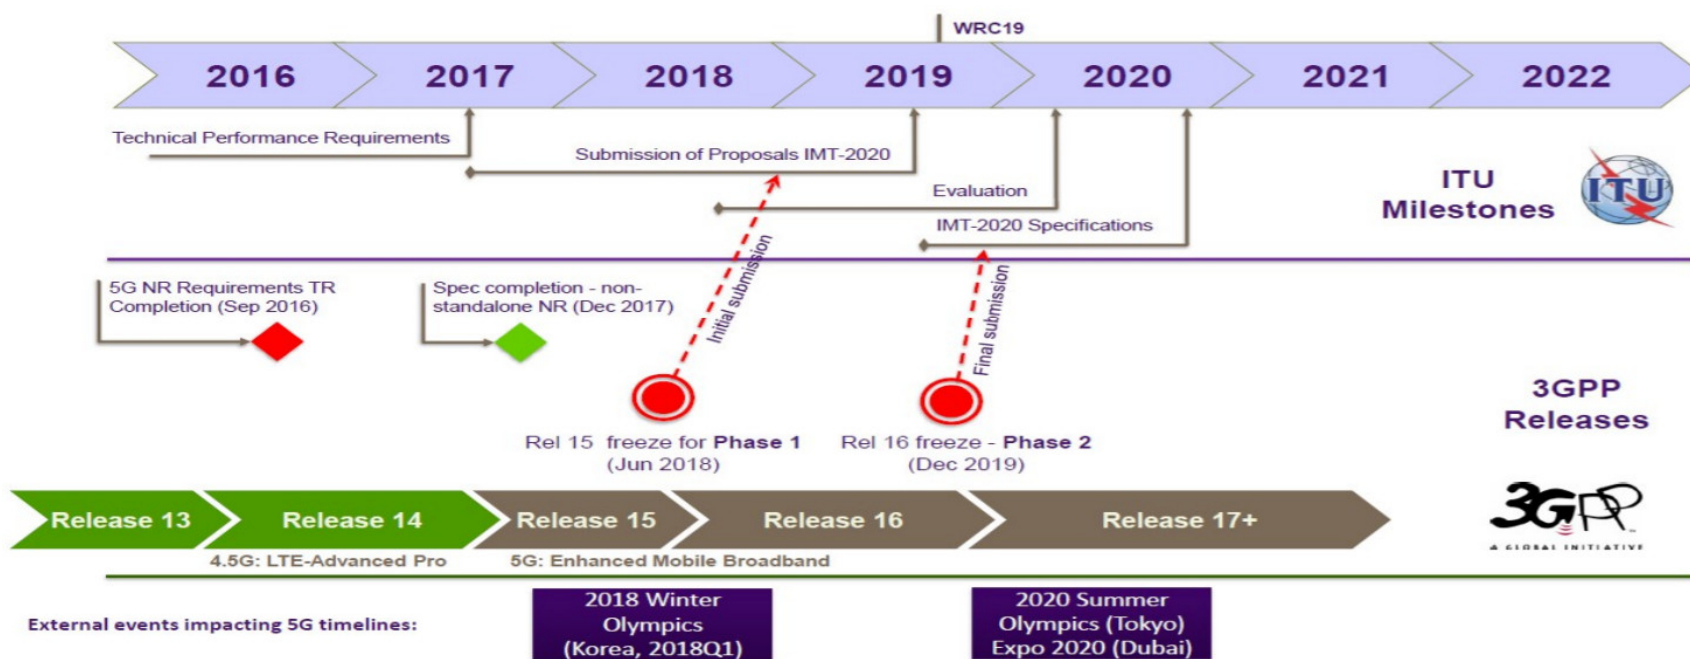 WRC19
2016
2017
2018
2019
2020
2021
2022
Technical Performance Requirements
Submission of Proposals IMT-2020
Evaluation
IMT-2020 Specifications
ITU
Milestones
ITU
5G NR Requirements TR
Completion (Sep 2016)
Spec completion - non-
standalone NR (Dec 2017)
Initial submission
Final submission
Rel 15 freeze for Phase 1
(Jun 2018)
Rel 16 freeze - Phase 2
(Dec 2019)
3GPP
Releases
Release 13
Release 14
Release 15
Release 16
Release 17+
3GPP
A GLOBAL INITIATIVE
4.5G: LTE-Advanced Pro
5G: Enhanced Mobile Broadband
External events impacting 5G timelines:
2018 Winter
Olympics
(Korea, 2018Q1)
2020 Summer
Olympics (Tokyo)
Expo 2020 (Dubai)